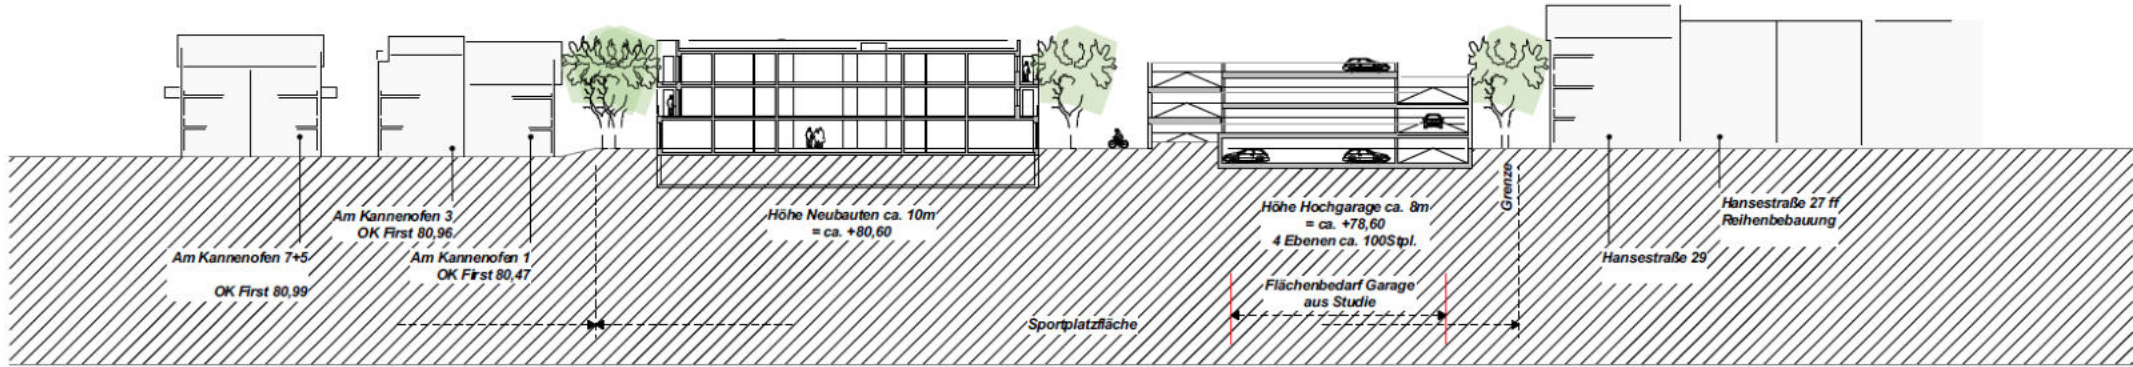 Am Kannenofen 7+5
OK First 80,99
Am Kannenofen 3
OK First 80,96
Am Kannenofen 1
OK First 80,47
Höhe Neubauten ca. 10m
= ca. +80,60
Sportplatzfläche
Höhe Hochgarage ca. 8m
= ca. +78,60
4 Ebenen ca. 100Stpl.
Flächenbedarf Garage
aus Studie
Grenze
Hansestraße 29
Hansestraße 27 ff
Reihenbebauung